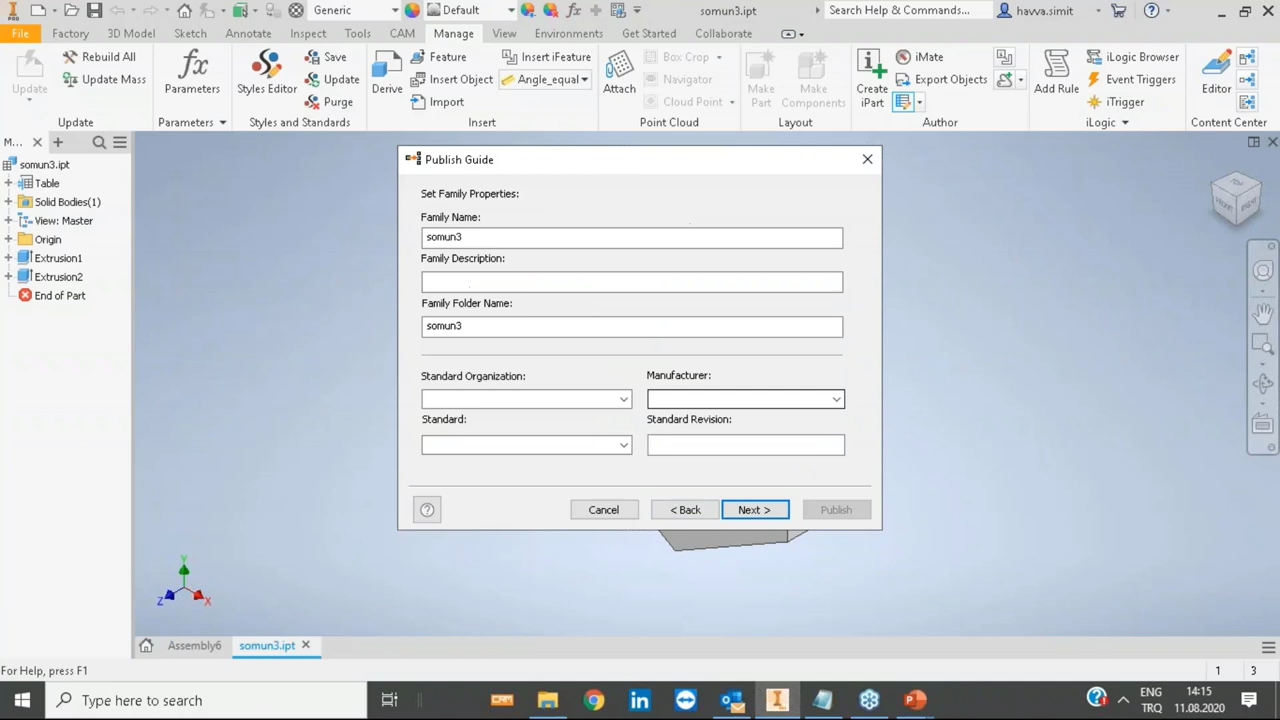 PRO
Generic
Default
somun3.ipt
Search Help & Commands...
havva.simit
File
Factory
3D Model
Sketch
Annotate
Inspect
Tools
CAM
Manage
View
Environments
Get Started
Collaborate
Update
Rebuild All
Update Mass
Update
Parameters
Parameters
Styles Editor
Save
Update
Purge
Styles and Standards
Derive
Feature
Insert Object
Import
Insert iFeature
Angle_equal
Insert
Attach
Box Crop
Navigator
Cloud Point
Point Cloud
Make Part
Make Components
Layout
Create iPart
iMate
Export Objects
Author
Add Rule
iLogic Browser
Event Triggers
iTrigger
iLogic
Editor
Content Center
M...
somun3.ipt
Table
Solid Bodies(1)
View: Master
Origin
Extrusion1
Extrusion2
End of Part
Publish Guide
Set Family Properties:
Family Name:
somun3
Family Description:
Family Folder Name:
somun3
Standard Organization:
Manufacturer:
Standard:
Standard Revision:
Cancel
< Back
Next >
Publish
Y
Z
X
Assembly6
somun3.ipt
For Help, press F1
1
3
Type here to search
ENG
TRQ
14:15
11.08.2020